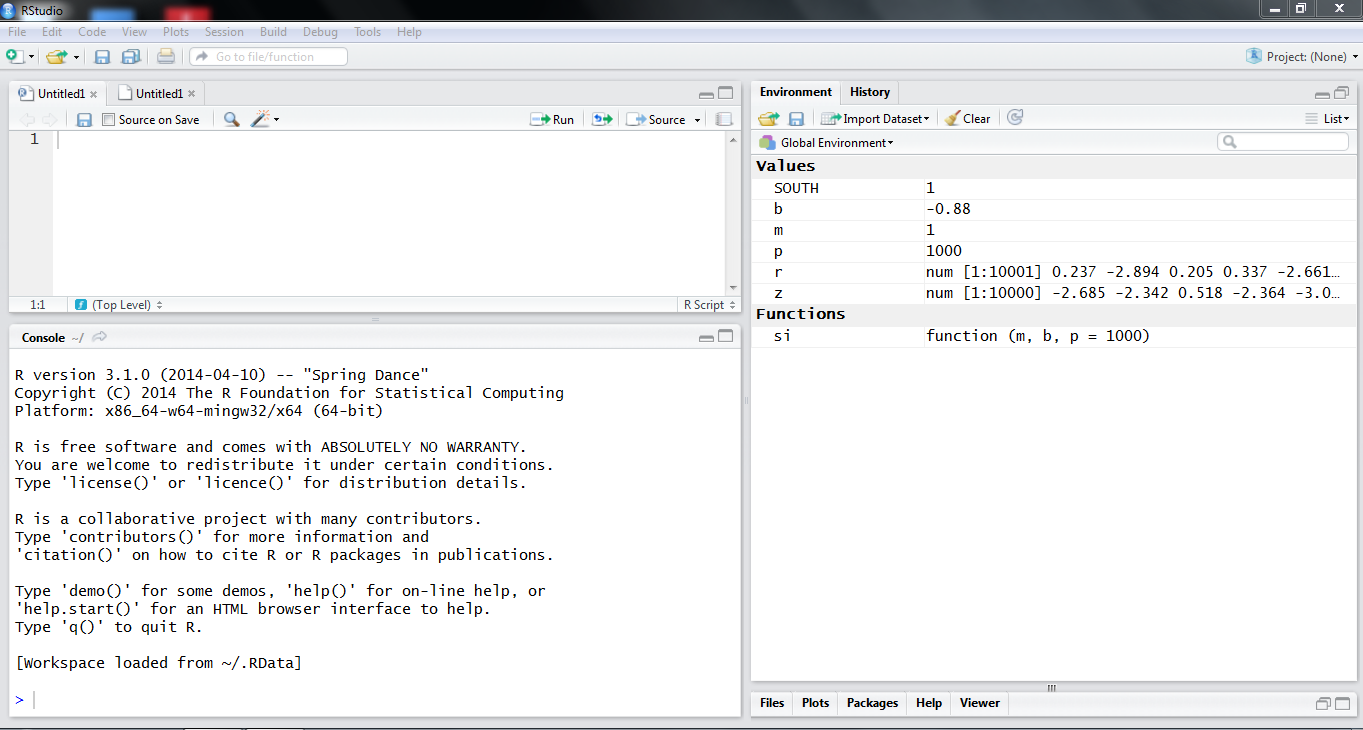 RStudio
File Edit Code View Plots Session Build Debug Tools Help
Go to file/function
Project: (None)
Untitled1
Untitled1
Source on Save
Run
Source
1
1:1
(Top Level)
R Script
Console ~/
R version 3.1.0 (2014-04-10) -- "Spring Dance"
Copyright (C) 2014 The R Foundation for Statistical Computing
Platform: x86_64-w64-mingw32/x64 (64-bit)
R is free software and comes with ABSOLUTELY NO WARRANTY.
You are welcome to redistribute it under certain conditions.
Type 'license()' or 'licence()' for distribution details.
R is a collaborative project with many contributors.
Type 'contributors()' for more information and
'citation()' on how to cite R or R packages in publications.
Type 'demo()' for some demos, 'help()' for on-line help, or
'help.start()' for an HTML browser interface to help.
Type 'q()' to quit R.
[Workspace loaded from ~/.RData]
>
Environment History
Import Dataset
Clear
List
Global Environment
Values
SOUTH 1
b -0.88
m 1
p 1000
r num [1:10001] 0.237 -2.894 0.205 0.337 -2.661…
z num [1:10000] -2.685 -2.342 0.518 -2.364 -3.0…
Functions
si function (m, b, p = 1000)
Files Plots Packages Help Viewer